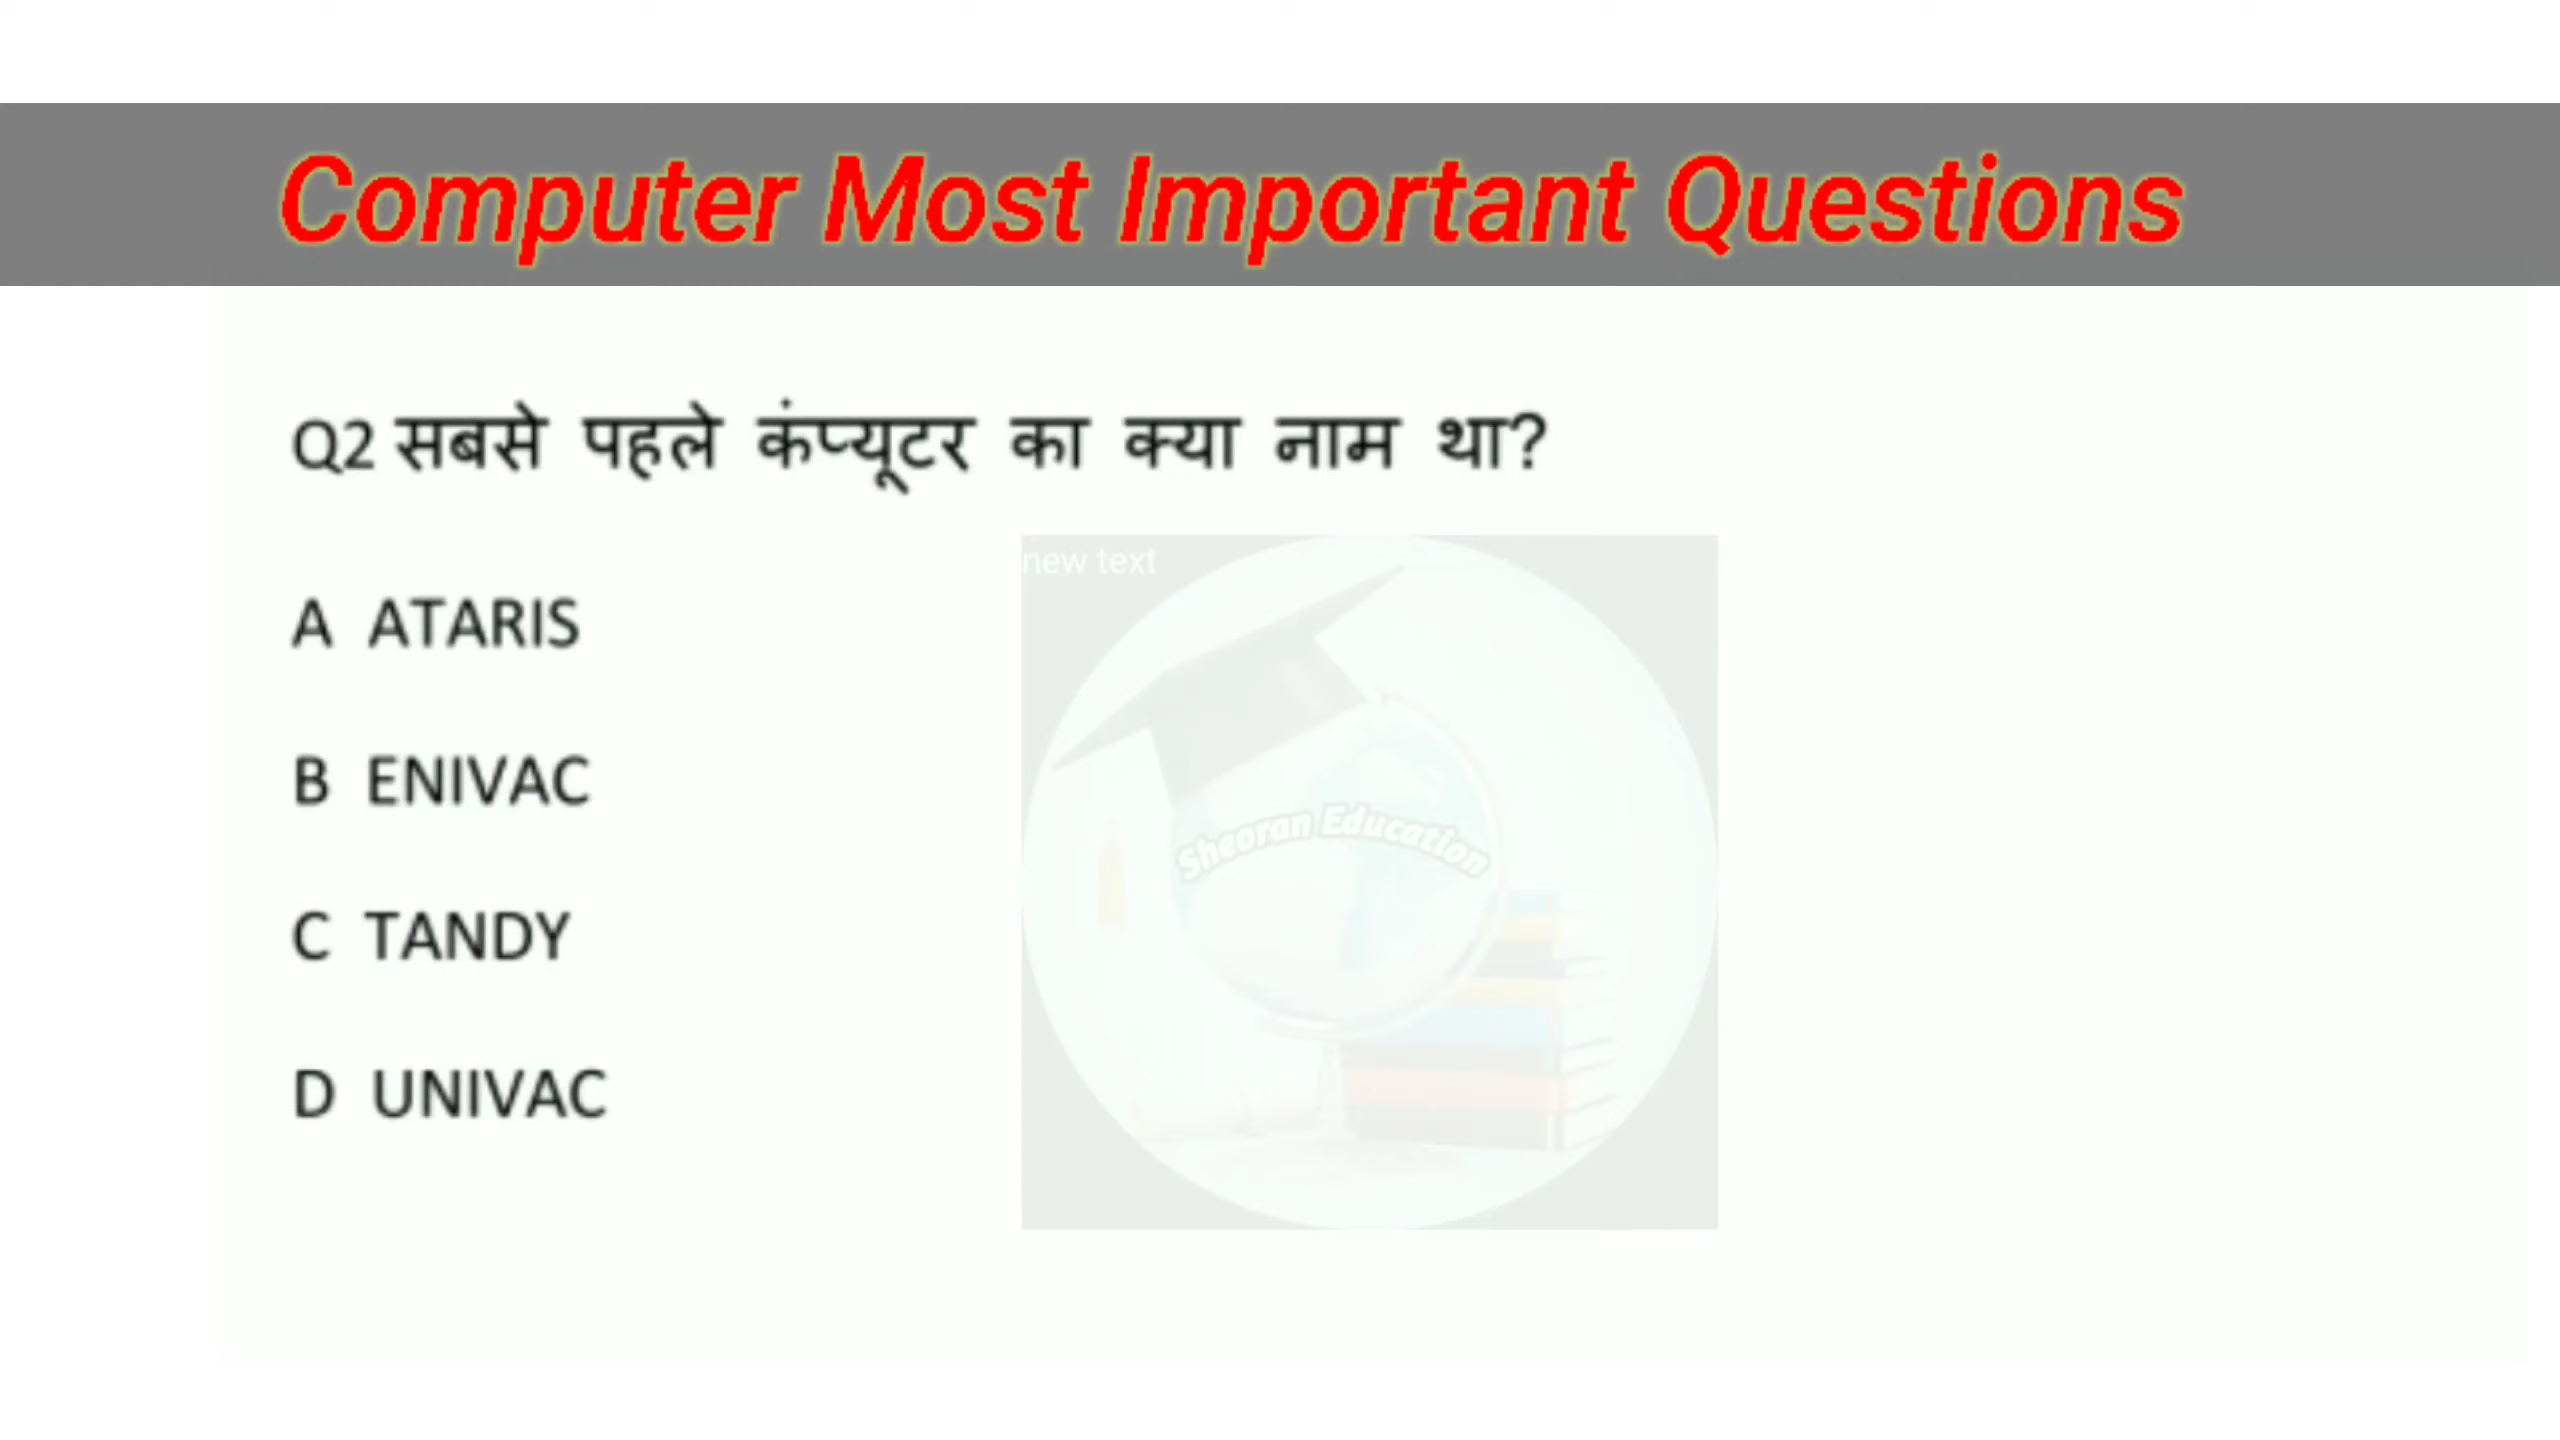 Computer Most Important Questions
Q2 सबसे पहले कंप्यूटर का क्या नाम था?
new text
A ATARIS
B ENIVAC
Sheoran Education
C TANDY
D UNIVAC